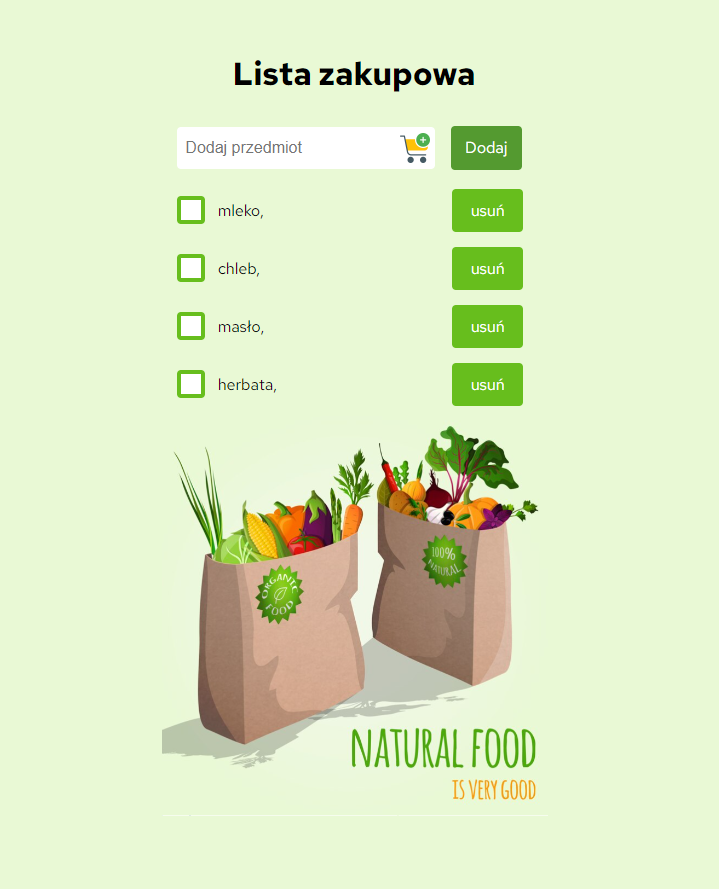 Lista zakupowa
Dodaj przedmiot
Dodaj
mleko,
usuń
chleb,
usuń
masło,
usuń
herbata,
usuń
ORGANIC
FOOD
100%
NATURAL
NATURAL FOOD
IS VERY GOOD